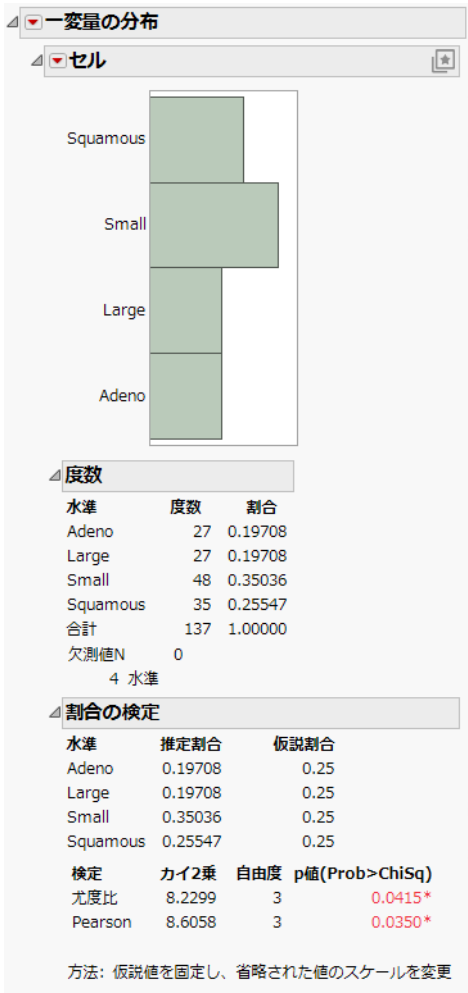 一変量の分布
セル
Squamous
Small
Large
Adeno
度数
水準 度数 割合
Adeno 27 0.19708
Large 27 0.19708
Small 48 0.35036
Squamous 35 0.25547
合計 137 1.00000
欠測値N 0
4 水準
割合の検定
水準 推定割合 仮説割合
Adeno 0.19708 0.25
Large 0.19708 0.25
Small 0.35036 0.25
Squamous 0.25547 0.25
検定 カイ2乗 自由度 p値(Prob>ChiSq)
尤度比 8.2299 3 0.0415*
Pearson 8.6058 3 0.0350*
方法: 仮説値を固定し、省略された値のスケールを変更